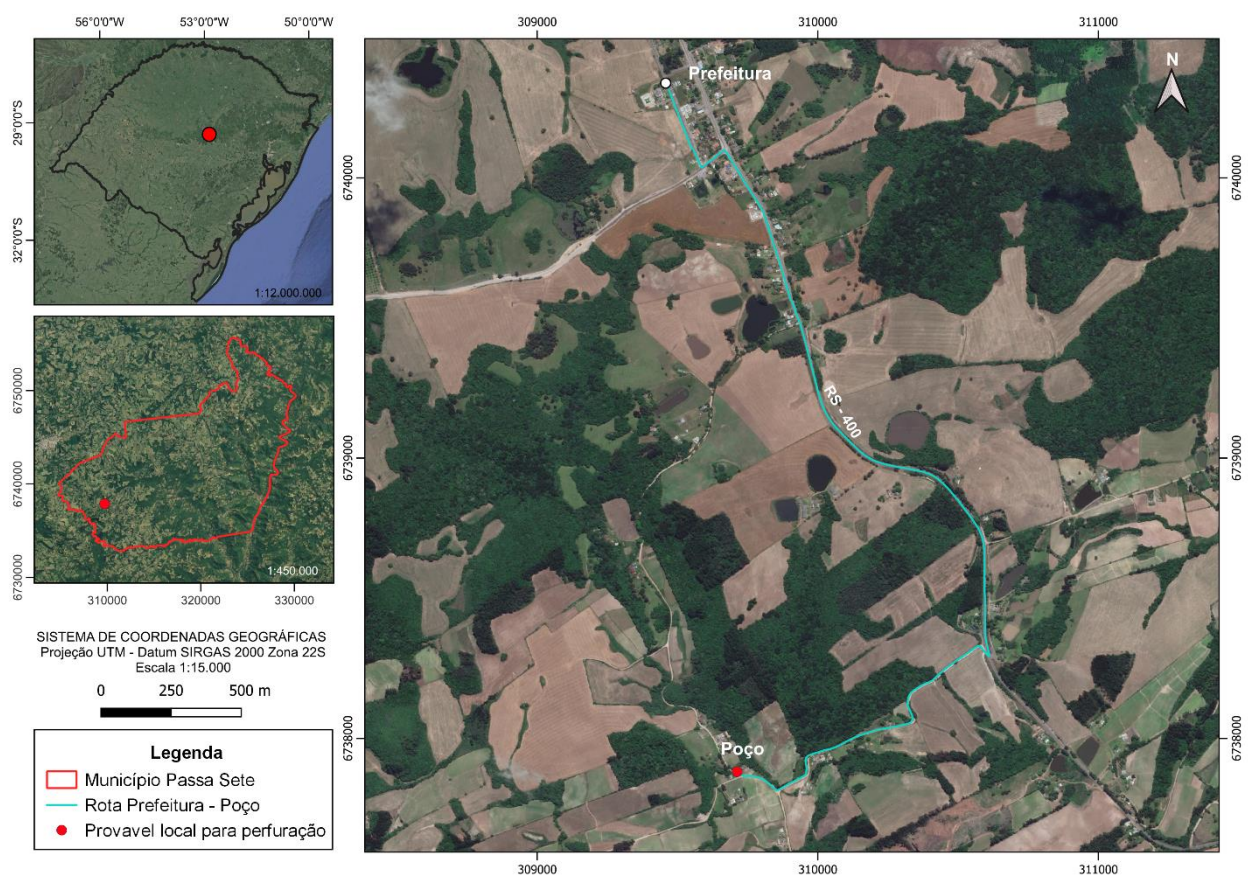 56°0'0"W
53°0'0"W
50°0'0"W
29°0'0"S
32°0'0"S
1:12.000.000
6750000
6740000
6730000
1:450.000
310000
320000
330000
SISTEMA DE COORDENADAS GEOGRÁFICAS
Projeção UTM - Datum SIRGAS 2000 Zona 22S
Escala 1:15.000
0 250 500 m
Legenda
Município Passa Sete
Rota Prefeitura - Poço
Provavel local para perfuração
309000
310000
311000
N
Prefeitura
6740000
6740000
RS - 400
6739000
6739000
6738000
6738000
Poço
309000
310000
311000